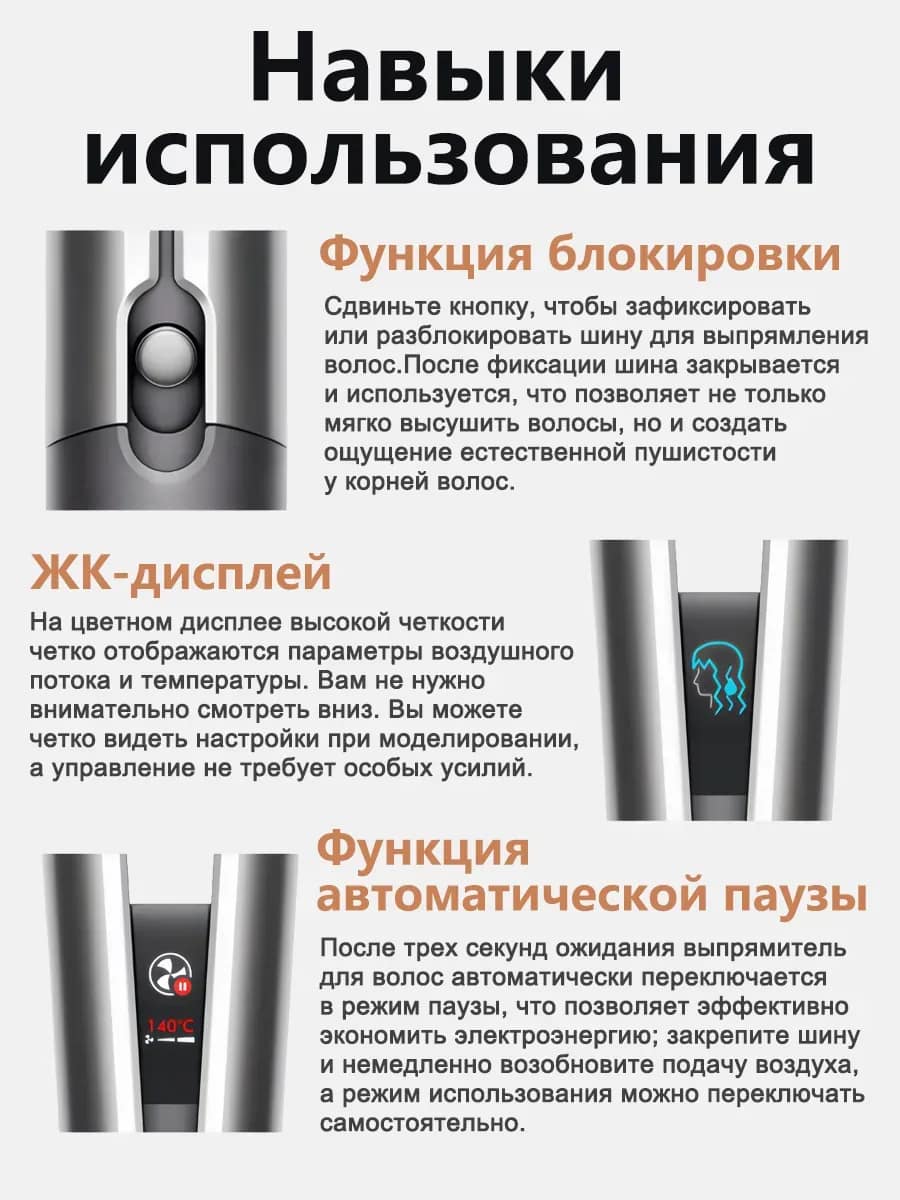 Навыки
использования
Функция блокировки
Сдвиньте кнопку, чтобы зафиксировать
или разблокировать шину для выпрямления
волос.После фиксации шина закрывается
и используется, что позволяет не только
мягко высушить волосы, но и создать
ощущение естественной пушистости
у корней волос.
ЖК-дисплей
На цветном дисплее высокой четкости
четко отображаются параметры воздушного
потока и температуры. Вам не нужно
внимательно смотреть вниз. Вы можете
четко видеть настройки при моделировании,
а управление не требует особых усилий.
Функция
автоматической паузы
После трех секунд ожидания выпрямитель
для волос автоматически переключается
в режим паузы, что позволяет эффективно
экономить электроэнергию; закрепите шину
и немедленно возобновите подачу воздуха,
а режим использования можно переключать
самостоятельно.
140°C